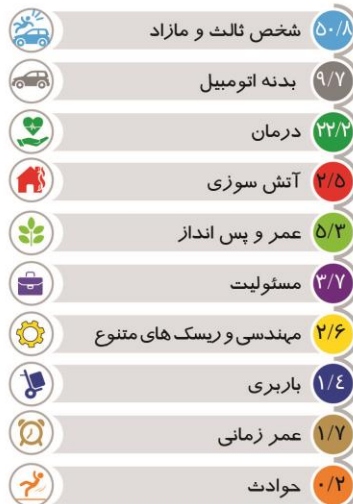 ۵۰/۸ شخص ثالث و مازاد
۹/۷ بدنه اتومبیل
۲۲/۲ درمان
۲/۵ آتش سوزی
۵/۳ عمر و پس انداز
۳/۷ مسئولیت
۲/۶ مهندسی و ریسک های متنوع
۱/٤ باربری
۱/۷ عمر زمانی
۰/۲ حوادث